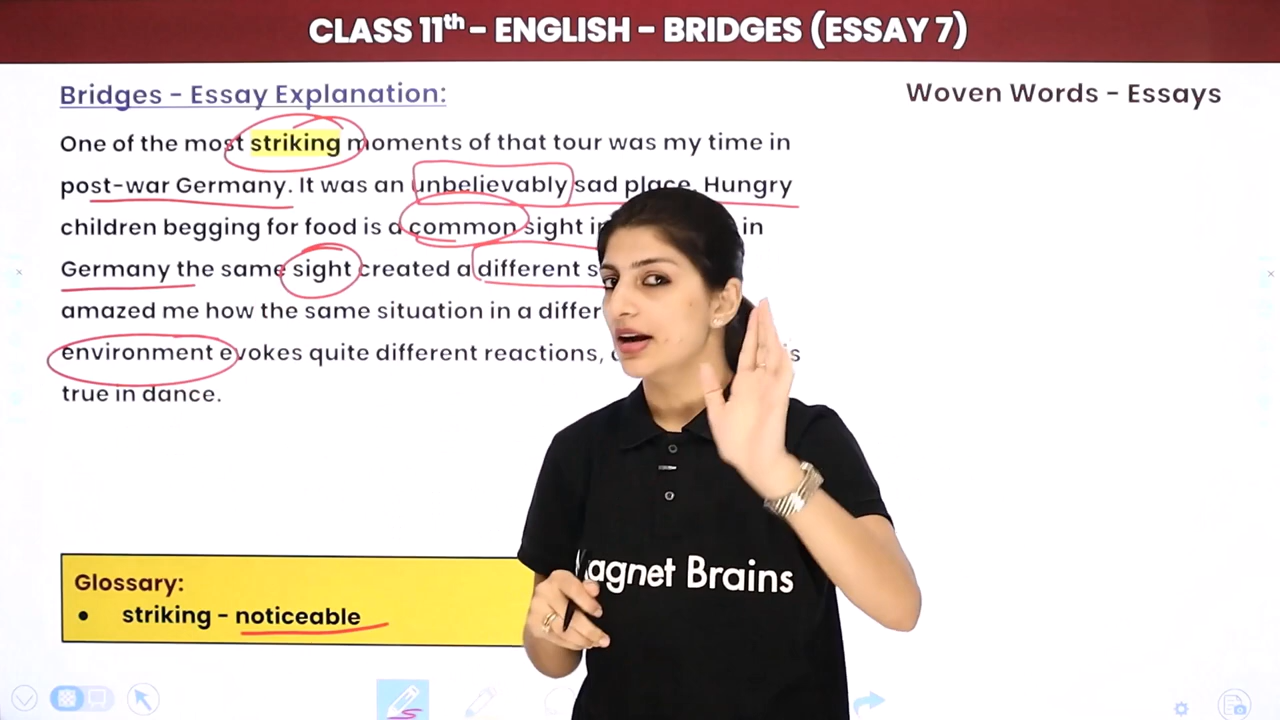 CLASS 11th - ENGLISH - BRIDGES (ESSAY 7)
Bridges - Essay Explanation:
Woven Words - Essays
One of the most striking moments of that tour was my time in
post-war Germany. It was an unbelievably sad place. Hungry
children begging for food is a common sight in
Germany the same sight created a different
amazed me how the same situation in a
environment evokes quite different reactions,
true in dance.
Glossary:
• striking - noticeable
agnet Brains